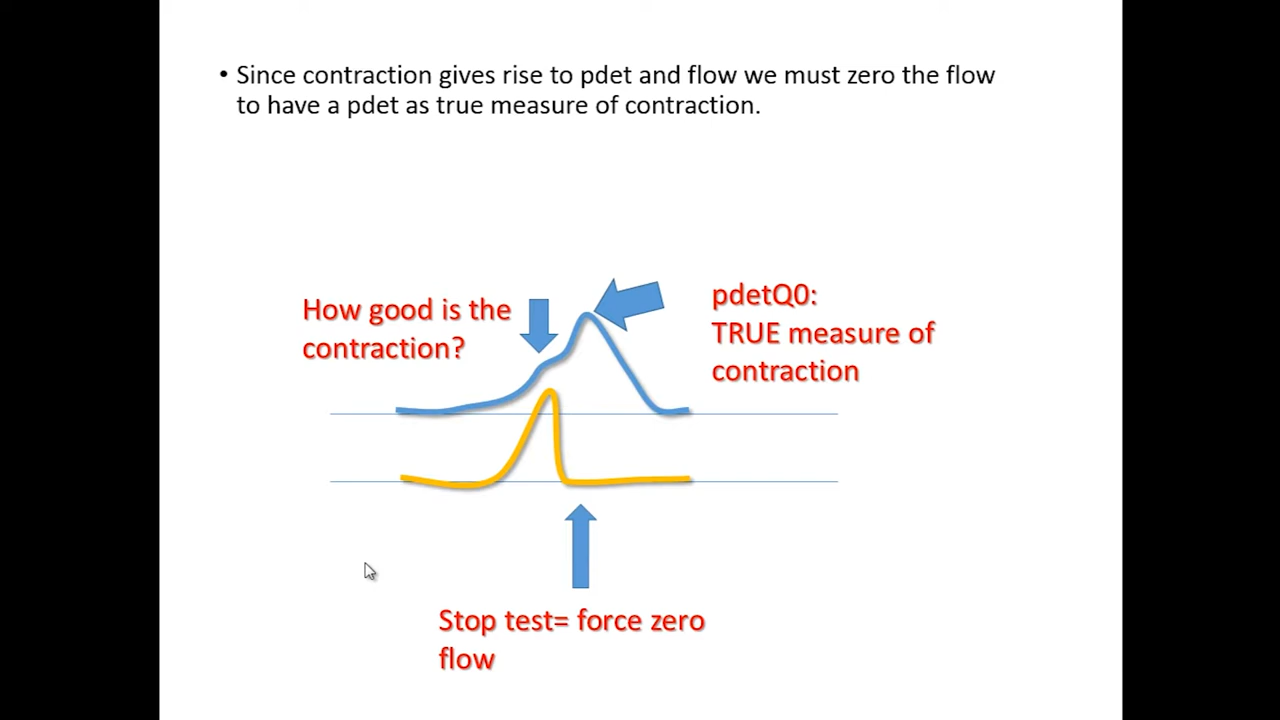 • Since contraction gives rise to pdet and flow we must zero the flow
to have a pdet as true measure of contraction.
How good is the
contraction?
pdetQ0:
TRUE measure of
contraction
Stop test= force zero
flow